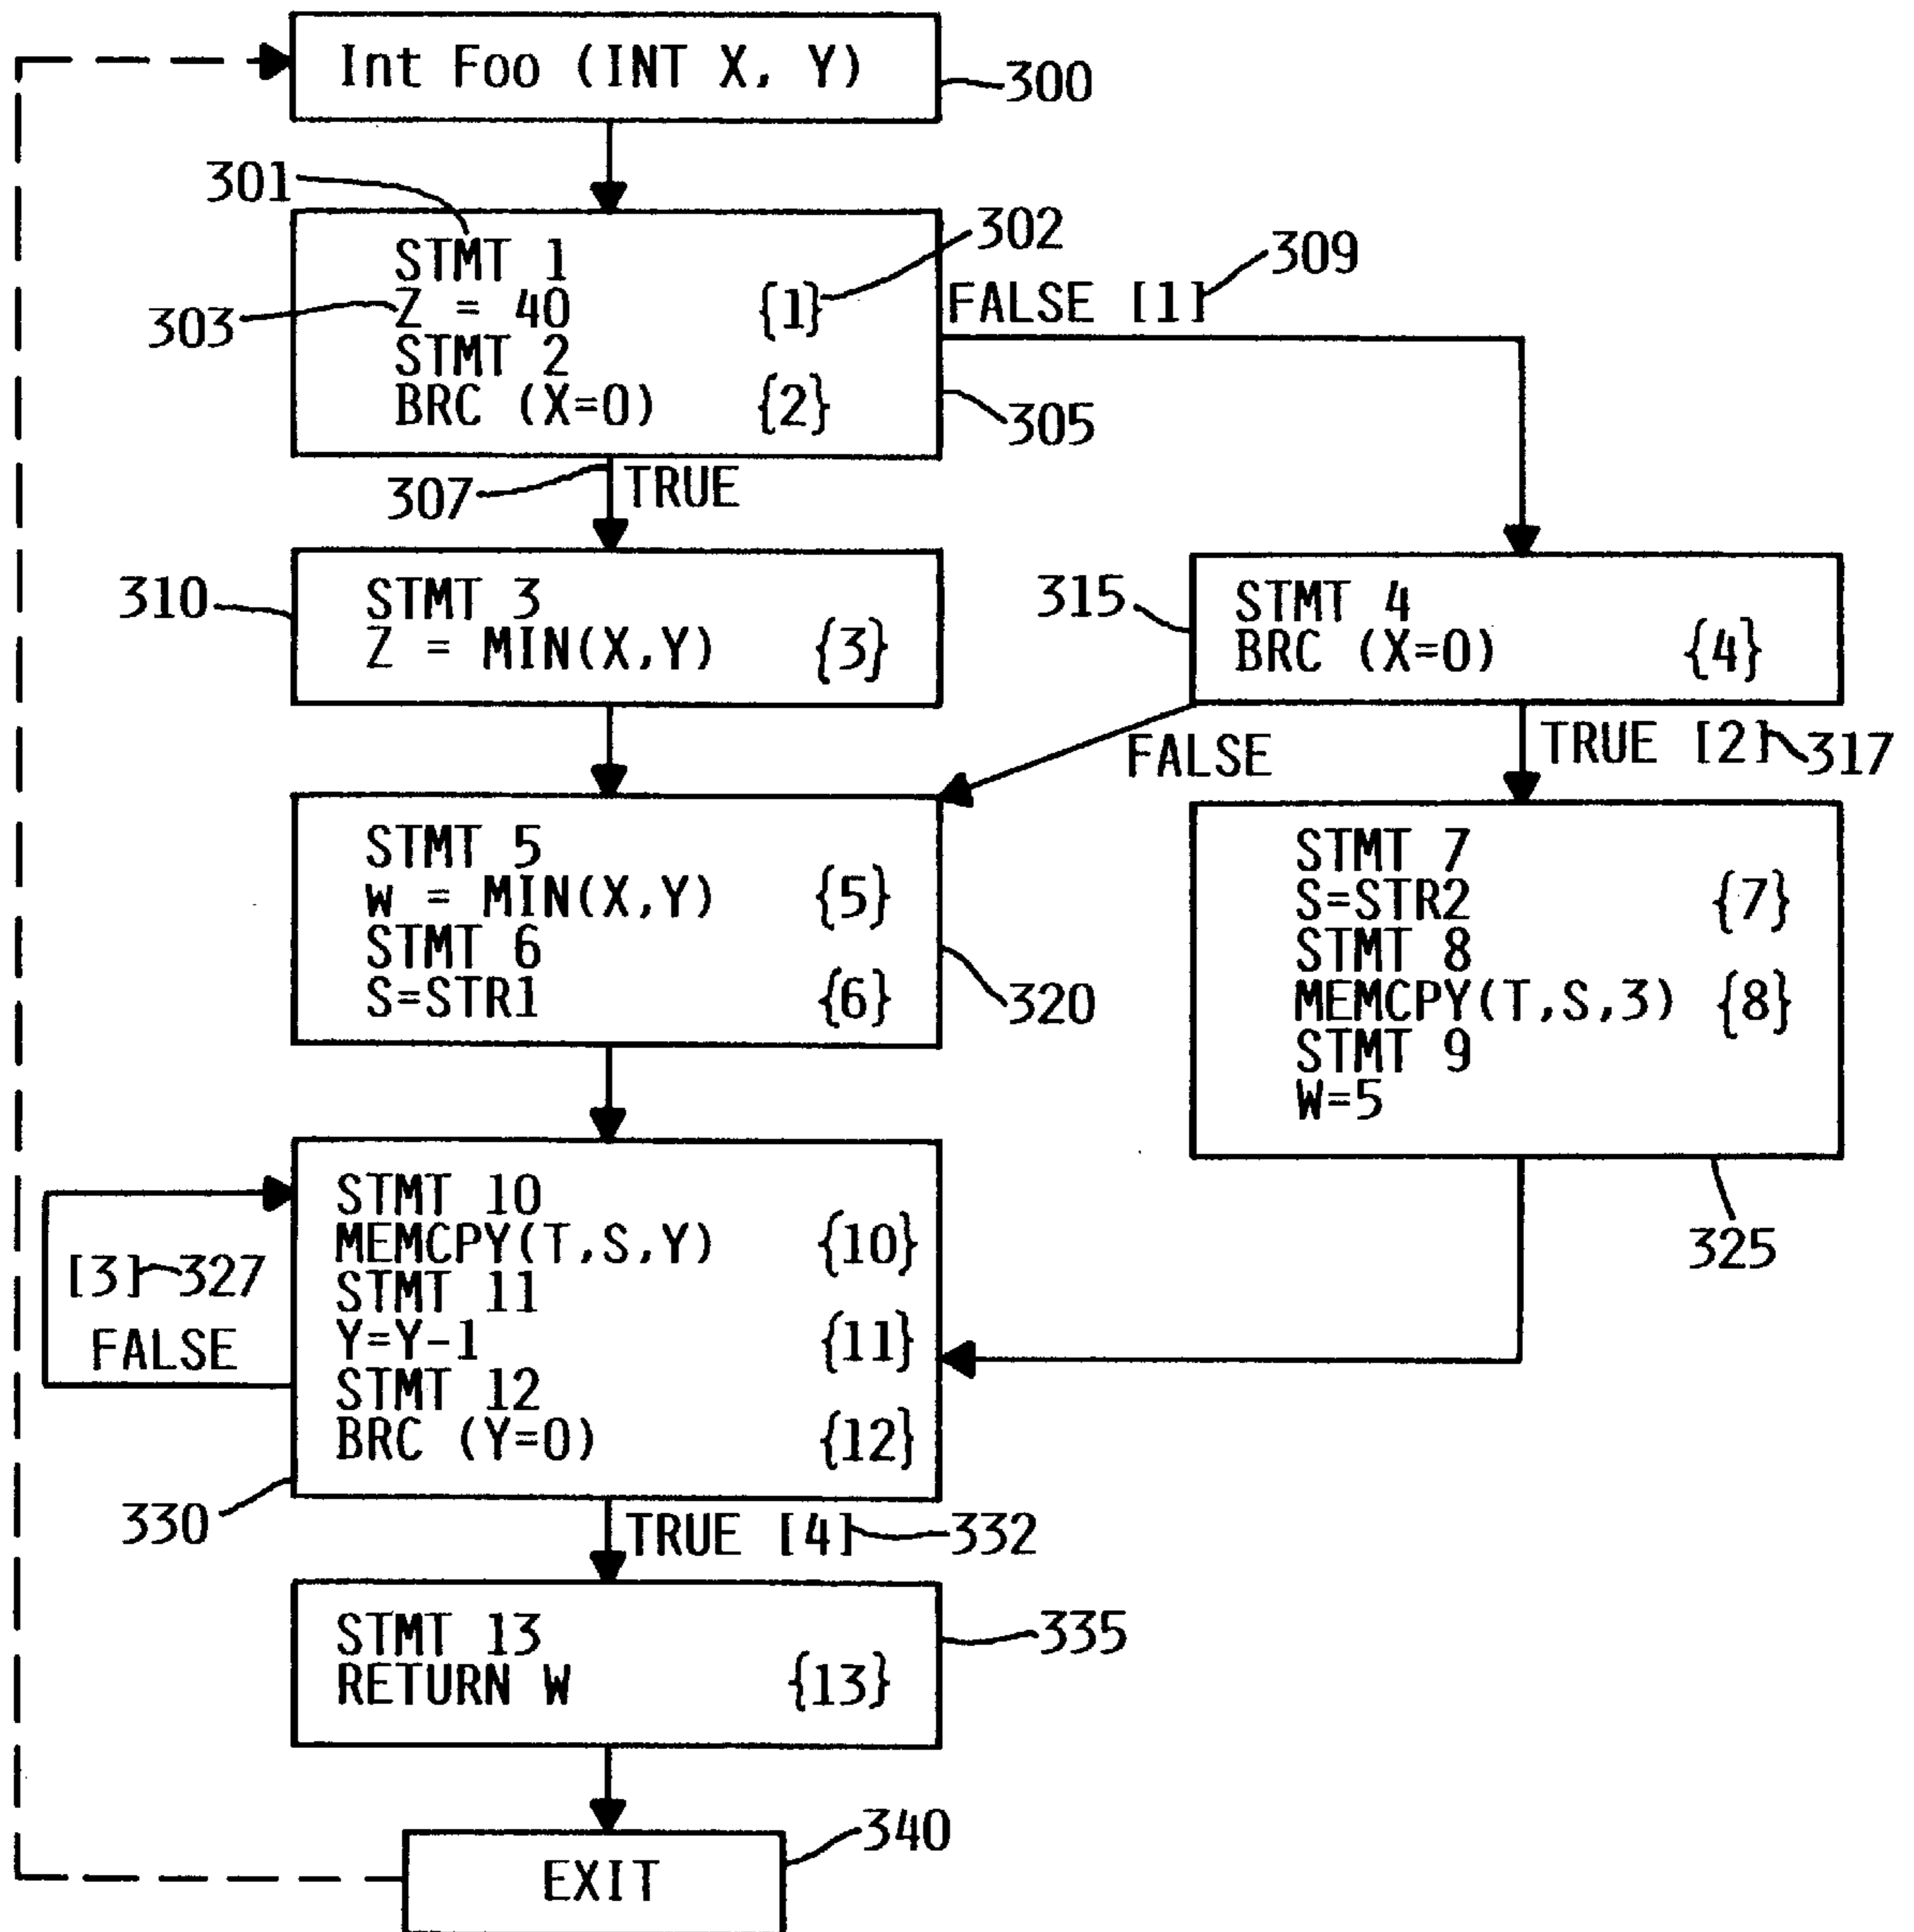 Int Foo (INT X, Y)
300
301
302
303
309
STMT 1
Z = 40 {1}
STMT 2
BRC (X=0) {2}
FALSE [1]
305
307
TRUE
310
STMT 3
Z = MIN(X,Y) {3}
315
STMT 4
BRC (X=0) {4}
FALSE
TRUE [2]
317
STMT 5
W = MIN(X,Y) {5}
STMT 6
S=STR1 {6}
320
STMT 7
S=STR2 {7}
STMT 8
MEMCPY(T,S,3) {8}
STMT 9
W=5
325
[3] 327
FALSE
STMT 10
MEMCPY(T,S,Y) {10}
STMT 11
Y=Y-1 {11}
STMT 12
BRC (Y=0) {12}
330
TRUE [4]
332
STMT 13
RETURN W {13}
335
340
EXIT